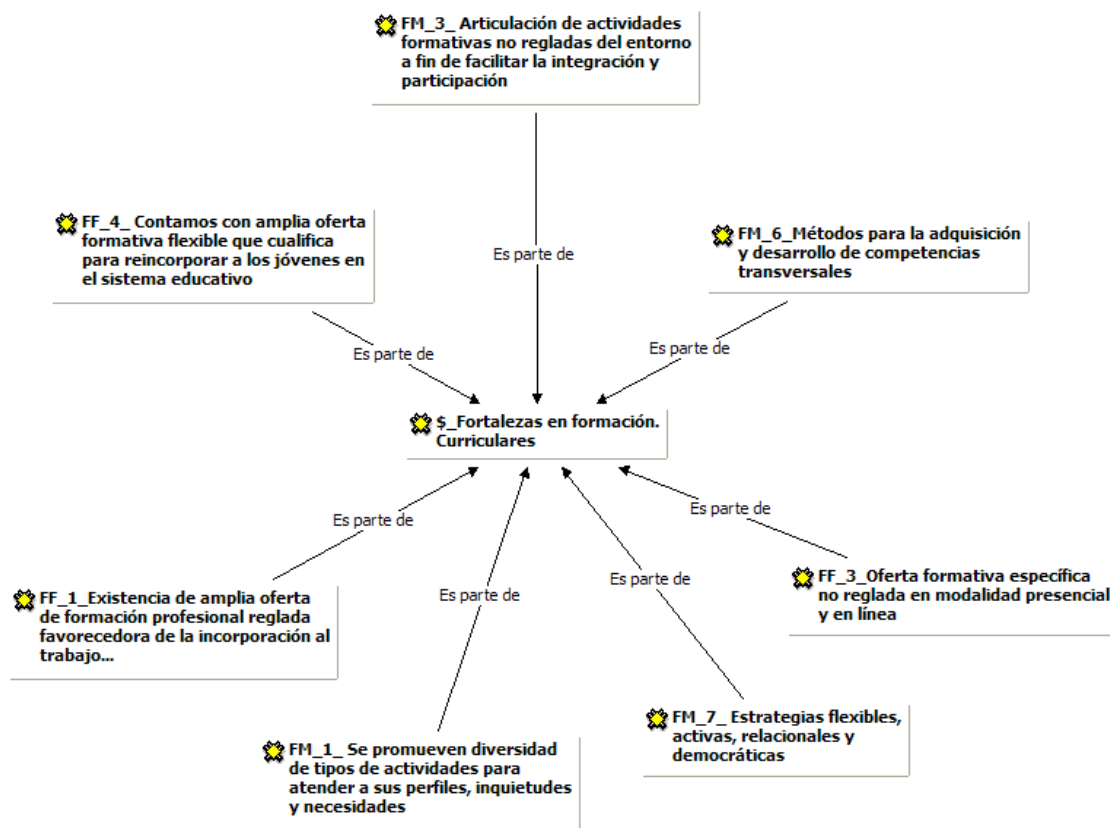 FM_3_ Articulación de actividades
formativas no regladas del entorno
a fin de facilitar la integración y
participación
FF_4_ Contamos con amplia oferta
formativa flexible que cualifica
para reincorporar a los jóvenes en
el sistema educativo
FM_6_Métodos para la adquisición
y desarrollo de competencias
transversales
Es parte de
Es parte de
Es parte de
$_Fortalezas en formación.
Curriculares
Es parte de
Es parte de
Es parte de
Es parte de
FF_1_Existencia de amplia oferta
de formación profesional reglada
favorecedora de la incorporación al
trabajo...
FF_3_Oferta formativa específica
no reglada en modalidad presencial
y en línea
FM_1_ Se promueven diversidad
de tipos de actividades para
atender a sus perfiles, inquietudes
y necesidades
FM_7_ Estrategias flexibles,
activas, relacionales y
democráticas